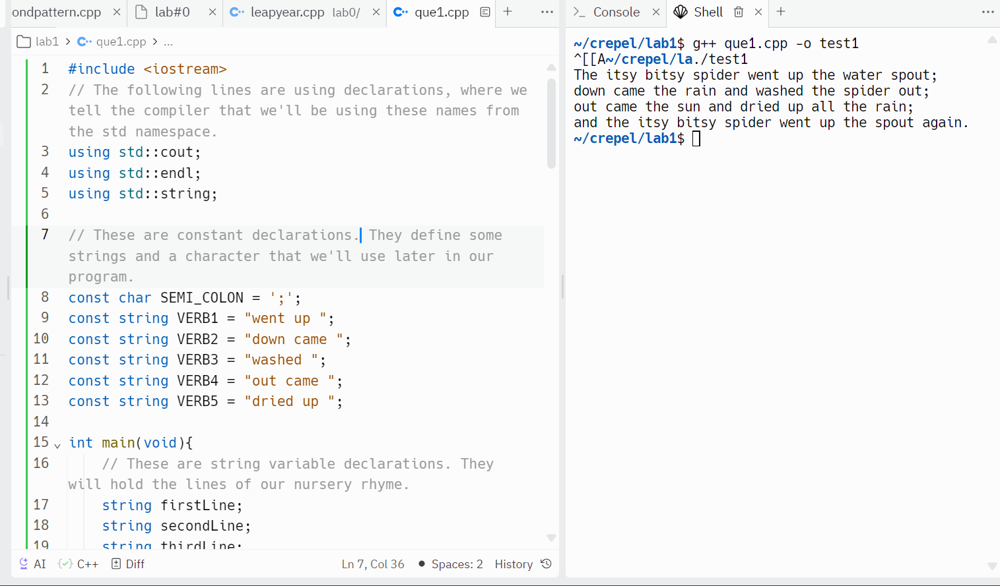 ondpattern.cpp × lab#0 × leapyear.cpp lab0/ × que1.cpp + ...
Console × Shell × + ...
lab1 > que1.cpp > ...
1 #include <iostream>
2 // The following lines are using declarations, where we
tell the compiler that we'll be using these names from
the std namespace.
3 using std::cout;
4 using std::endl;
5 using std::string;
6
7 // These are constant declarations. They define some
strings and a character that we'll use later in our
program.
8 const char SEMI_COLON = ';';
9 const string VERB1 = "went up ";
10 const string VERB2 = "down came ";
11 const string VERB3 = "washed ";
12 const string VERB4 = "out came ";
13 const string VERB5 = "dried up ";
14
15 int main(void){
16 // These are string variable declarations. They
will hold the lines of our nursery rhyme.
17 string firstLine;
18 string secondLine;
19 string thirdLine;
AI C++ Diff Ln 7, Col 36 Spaces: 2 History
~/crepel/lab1$ g++ que1.cpp -o test1
^[[A~/crepel/la./test1
The itsy bitsy spider went up the water spout;
down came the rain and washed the spider out;
out came the sun and dried up all the rain;
and the itsy bitsy spider went up the spout again.
~/crepel/lab1$